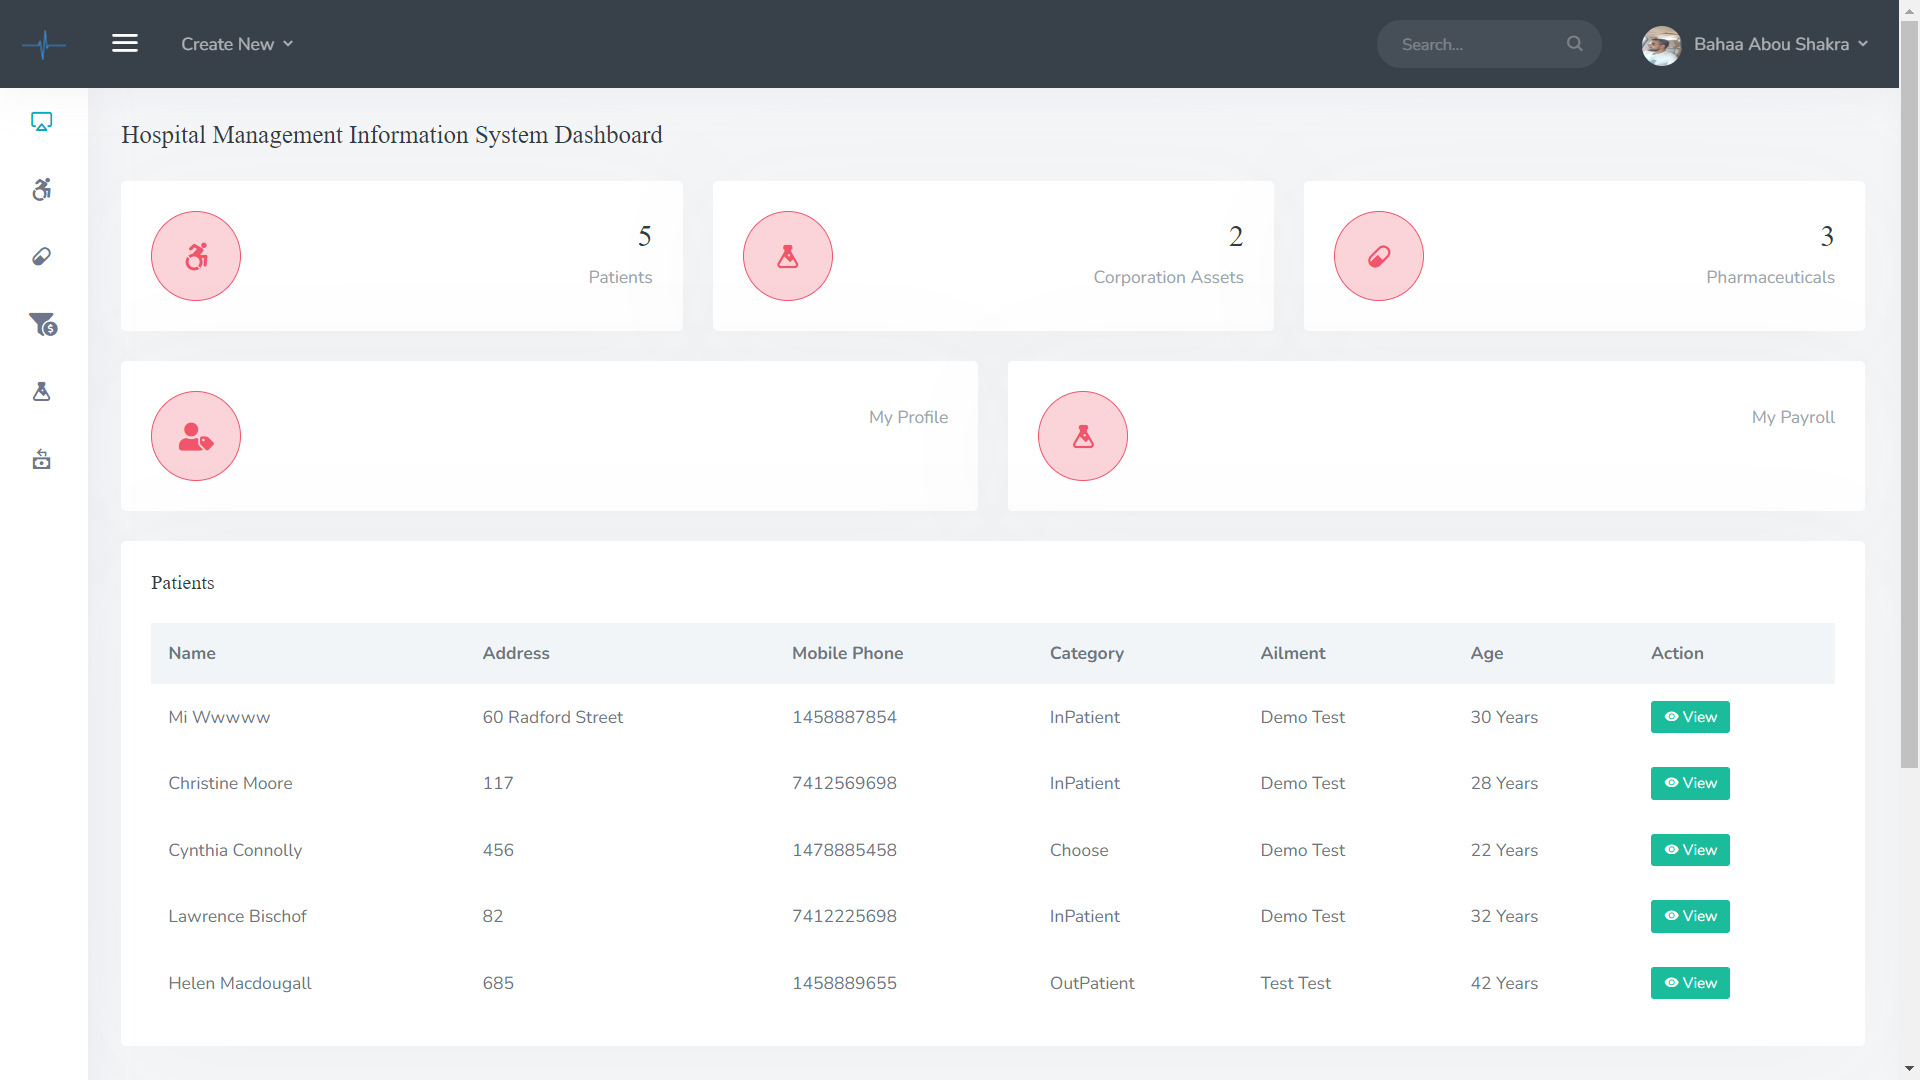 Create New
Search...
Bahaa Abou Shakra
Hospital Management Information System Dashboard
5
Patients
2
Corporation Assets
3
Pharmaceuticals
My Profile
My Payroll
Patients
Name Address Mobile Phone Category Ailment Age Action
Mi Wwwww 60 Radford Street 1458887854 InPatient Demo Test 30 Years View
Christine Moore 117 7412569698 InPatient Demo Test 28 Years View
Cynthia Connolly 456 1478885458 Choose Demo Test 22 Years View
Lawrence Bischof 82 7412225698 InPatient Demo Test 32 Years View
Helen Macdougall 685 1458889655 OutPatient Test Test 42 Years View